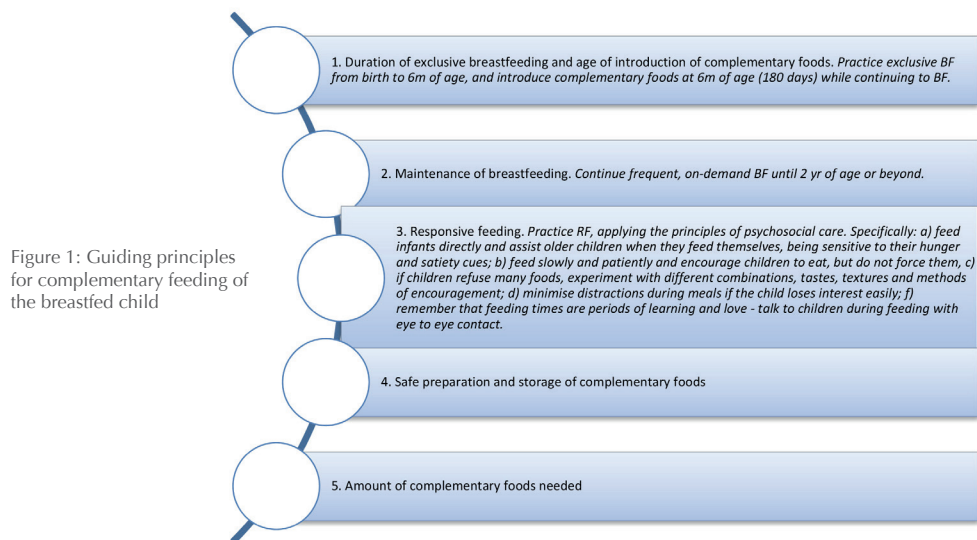 1. Duration of exclusive breastfeeding and age of introduction of complementary foods. Practice exclusive BF
from birth to 6m of age, and introduce complementary foods at 6m of age (180 days) while continuing to BF.
2. Maintenance of breastfeeding. Continue frequent, on-demand BF until 2 yr of age or beyond.
3. Responsive feeding. Practice RF, applying the principles of psychosocial care. Specifically: a) feed
infants directly and assist older children when they feed themselves, being sensitive to their hunger
and satiety cues; b) feed slowly and patiently and encourage children to eat, but do not force them, c)
if children refuse many foods, experiment with different combinations, tastes, textures and methods
of encouragement; d) minimise distractions during meals if the child loses interest easily; f)
remember that feeding times are periods of learning and love - talk to children during feeding with
eye to eye contact.
Figure 1: Guiding principles
for complementary feeding of
the breastfed child
4. Safe preparation and storage of complementary foods
5. Amount of complementary foods needed